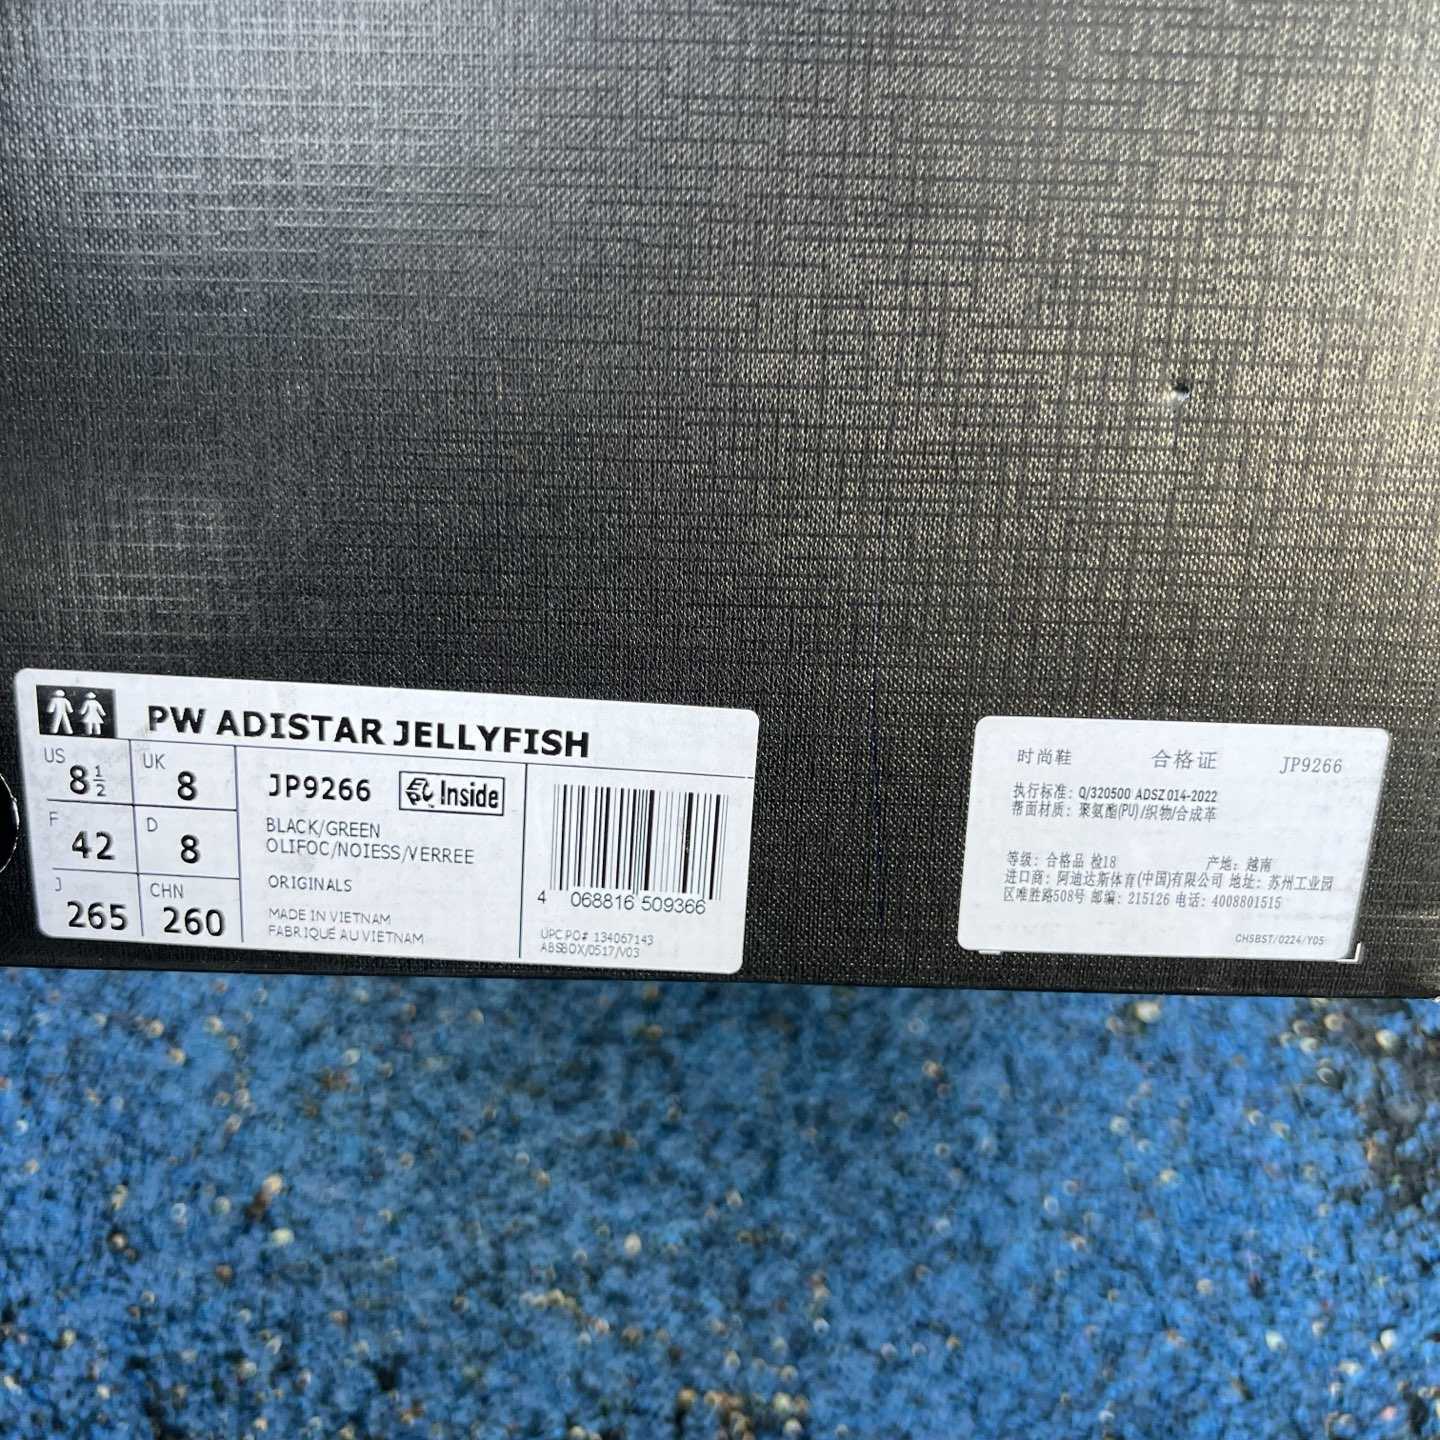 PW ADISTAR JELLYFISH
US 8½ UK 8
F 42 D 8
J 265 CHN 260
JP9266 EPC Inside
BLACK/GREEN
OLIFOC/NOIESS/VERREE
ORIGINALS
MADE IN VIETNAM
FABRIQUE AU VIETNAM
4 068816 509366
UPC PO# 134067143
ABSBOX/0517/V03
时尚鞋 合格证 JP9266
执行标准: Q/320500 ADSZ 014-2022
帮面材质: 聚氨酯(PU)/织物/合成革
等级: 合格品 检18 产地: 越南
进口商: 阿迪达斯体育(中国)有限公司 地址: 苏州工业园
区唯胜路508号 邮编: 215126 电话: 4008801515
CHSBST/0224/Y05